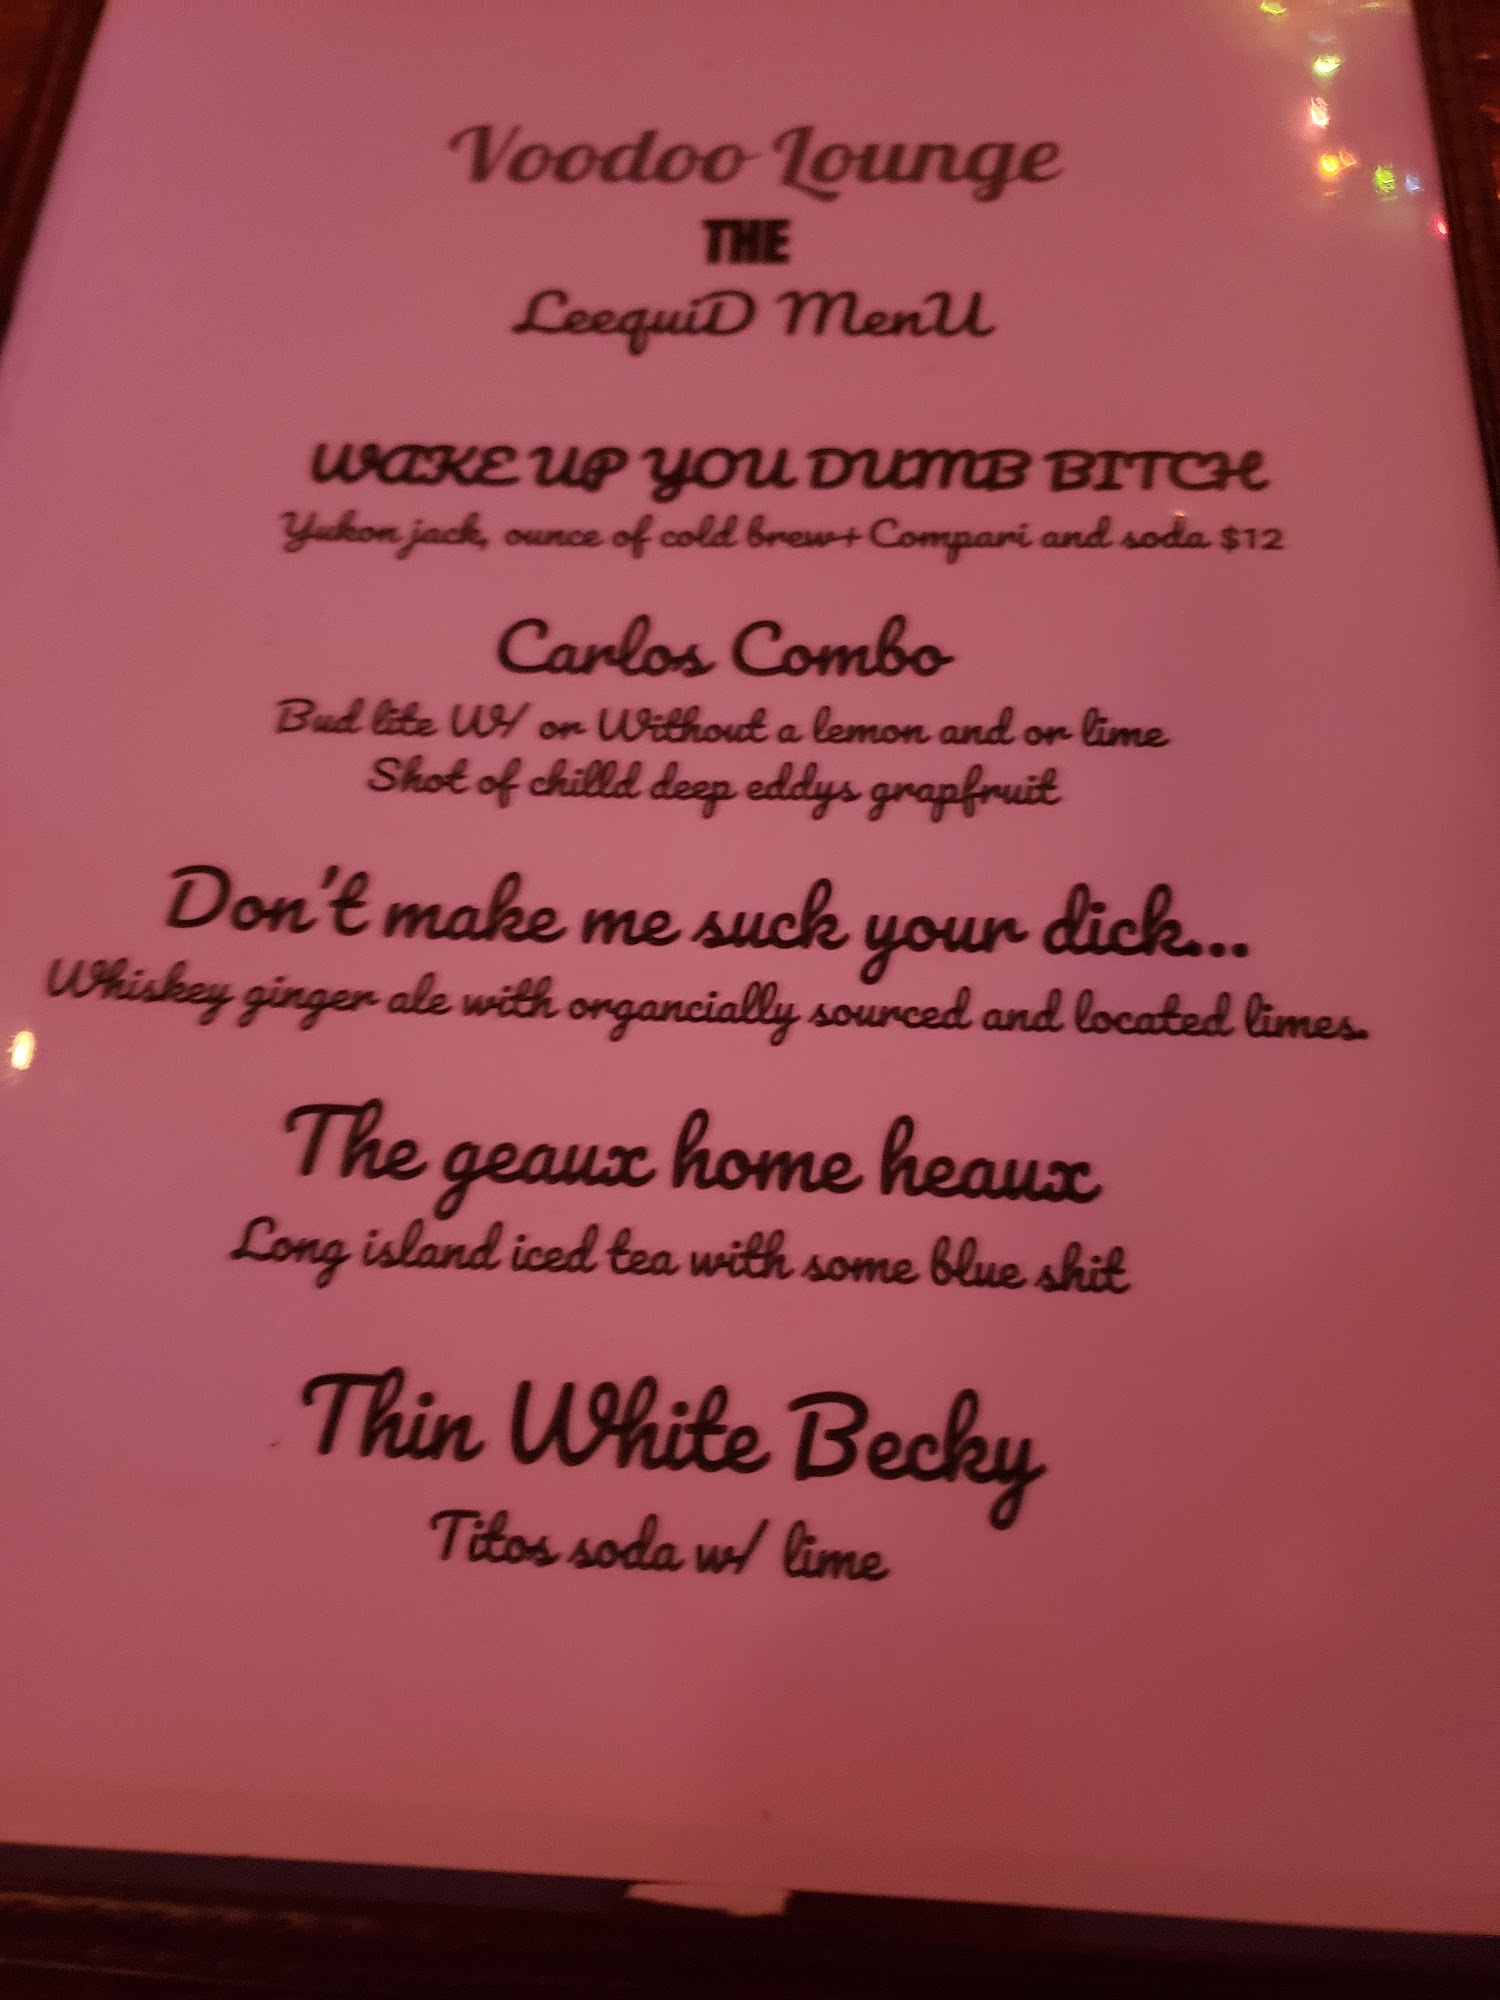 Voodoo Lounge
THE
LeequiD MenU
WAKE UP YOU DUMB BITCH
Yukon jack, ounce of cold brew+ Compari and soda $12
Carlos Combo
Bud lite W/ or Without a lemon and or lime
Shot of chilld deep eddys grapfruit
Don't make me suck your dick...
Whiskey ginger ale with organcially sourced and located limes.
The geaux home heaux
Long island iced tea with some blue shit
Thin White Becky
Titos soda w/ lime